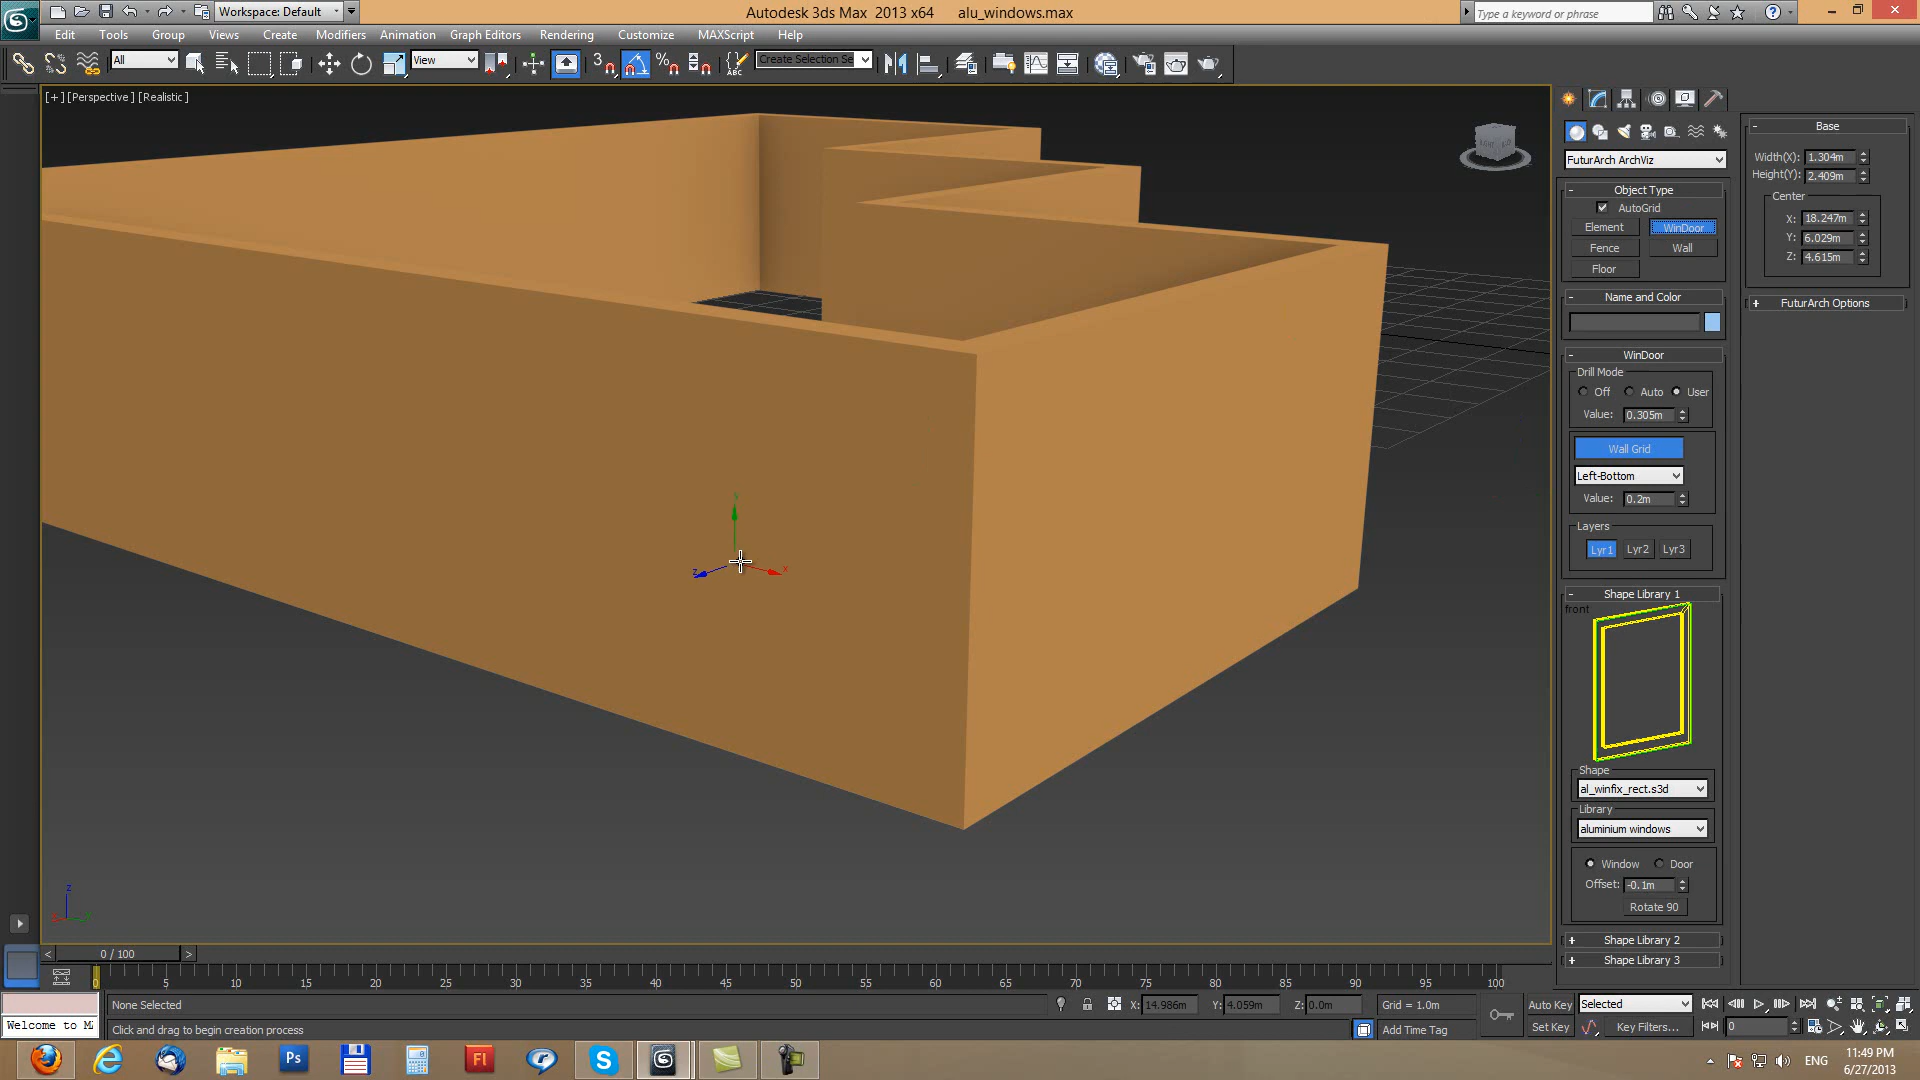 Workspace: Default
Autodesk 3ds Max 2013 x64 alu_windows.max
Type a keyword or phrase
Edit Tools Group Views Create Modifiers Animation Graph Editors Rendering Customize MAXScript Help
All
View
3
%
ABC
Create Selection Se
[+] [Perspective] [Realistic]
FuturArch ArchViz
Object Type
AutoGrid
Element WinDoor
Fence Wall
Floor
Name and Color
WinDoor
Drill Mode
Off Auto User
Value: 0.305m
Wall Grid
Left-Bottom
Value: 0.2m
Layers
Lyr1 Lyr2 Lyr3
Shape Library 1
front
Shape
al_winfix_rect.s3d
Library
aluminium windows
Window Door
Offset: -0.1m
Rotate 90
Shape Library 2
Shape Library 3
Base
Width(X): 1.304m
Height(Y): 2.409m
Center
X: 18.247m
Y: 6.029m
Z: 4.615m
FuturArch Options
y
z
x
z
0 / 100
0 5 10 15 20 25 30 35 40 45 50 55 60 65 70 75 80 85 90 95 100
None Selected
X: 14.986m Y: 4.059m Z: 0.0m Grid = 1.0m
Auto Key Selected
Welcome to M
Click and drag to begin creation process
Add Time Tag
Set Key Key Filters...
0
Ps
Fl
ENG
11:49 PM
6/27/2013